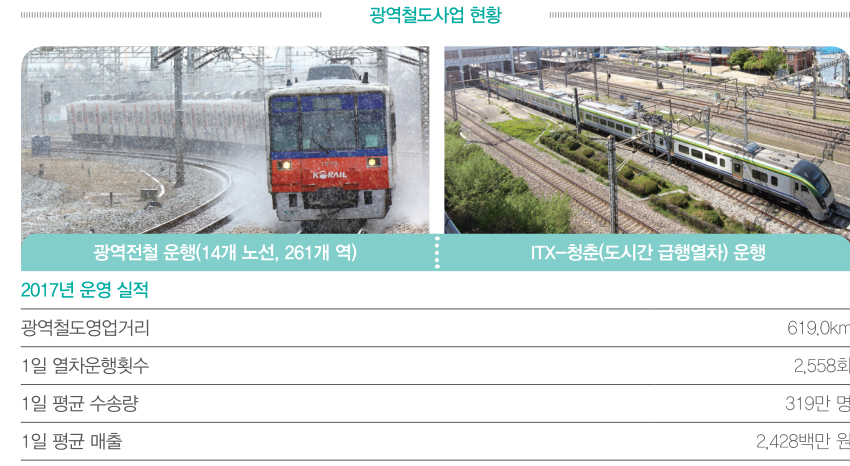 광역철도사업 현황
KORAIL
광역전철 운행(14개 노선, 261개 역)
ITX-청춘(도시간 급행열차) 운행
2017년 운영 실적
광역철도영업거리 619.0km
1일 열차운행횟수 2,558회
1일 평균 수송량 319만 명
1일 평균 매출 2,428백만 원